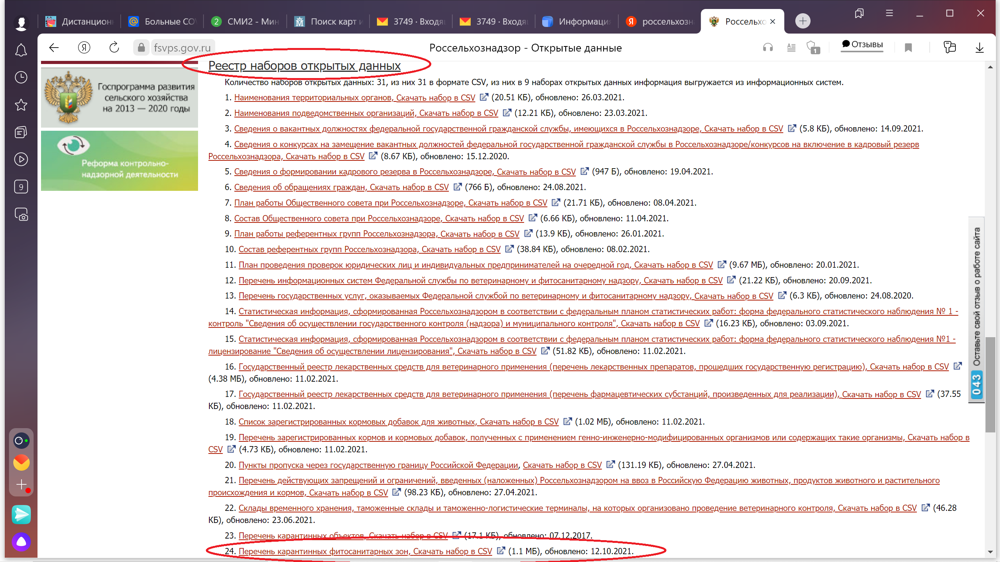 Дистанцион
Больные CO
2 СМИ2 - Мин
Поиск карт и
3749 · Входя
3749 · Входя
Информация
россельхозн
Россельхо
fsvps.gov.ru
Россельхознадзор - Открытые данные
1
Отзывы
Госпрограмма развития
сельского хозяйства
на 2013 — 2020 годы
Реформа контрольно-
надзорной деятельности
9
Реестр наборов открытых данных
Количество наборов открытых данных: 31, из них 31 в формате CSV, из них в 9 наборах открытых данных информация выгружается из информационных систем.
1. Наименования территориальных органов, Скачать набор в CSV (20.51 КБ), обновлено: 26.03.2021.
2. Наименования подведомственных организаций, Скачать набор в CSV (12.21 КБ), обновлено: 23.03.2021.
3. Сведения о вакантных должностях федеральной государственной гражданской службы, имеющихся в Россельхознадзоре, Скачать набор в CSV (5.8 КБ), обновлено: 14.09.2021.
4. Сведения о конкурсах на замещение вакантных должностей федеральной государственной гражданской службы в Россельхознадзоре/конкурсов на включение в кадровый резерв
Россельхознадзора, Скачать набор в CSV (8.67 КБ), обновлено: 15.12.2020.
5. Сведения о формировании кадрового резерва в Россельхознадзоре, Скачать набор в CSV (947 Б), обновлено: 19.04.2021.
6. Сведения об обращениях граждан, Скачать набор в CSV (766 Б), обновлено: 24.08.2021.
7. План работы Общественного совета при Россельхознадзоре, Скачать набор в CSV (21.71 КБ), обновлено: 08.04.2021.
8. Состав Общественного совета при Россельхознадзоре, Скачать набор в CSV (6.66 КБ), обновлено: 11.04.2021.
9. План работы референтных групп Россельхознадзора, Скачать набор в CSV (13.9 КБ), обновлено: 26.01.2021.
10. Состав референтных групп Россельхознадзора, Скачать набор в CSV (38.84 КБ), обновлено: 08.02.2021.
11. План проведения проверок юридических лиц и индивидуальных предпринимателей на очередной год, Скачать набор в CSV (9.67 МБ), обновлено: 20.01.2021.
12. Перечень информационных систем Федеральной службы по ветеринарному и фитосанитарному надзору, Скачать набор в CSV (21.22 КБ), обновлено: 20.09.2021.
13. Перечень государственных услуг, оказываемых Федеральной службой по ветеринарному и фитосанитарному надзору, Скачать набор в CSV (6.3 КБ), обновлено: 24.08.2020.
14. Статистическая информация, сформированная Россельхознадзором в соответствии с федеральным планом статистических работ: форма федерального статистического наблюдения № 1 -
контроль "Сведения об осуществлении государственного контроля (надзора) и муниципального контроля", Скачать набор в CSV (16.23 КБ), обновлено: 03.09.2021.
15. Статистическая информация, сформированная Россельхознадзором в соответствии с федеральным планом статистических работ: форма федерального статистического наблюдения №1 -
лицензирование "Сведения об осуществлении лицензирования", Скачать набор в CSV (51.82 КБ), обновлено: 11.02.2021.
16. Государственный реестр лекарственных средств для ветеринарного применения (перечень лекарственных препаратов, прошедших государственную регистрацию), Скачать набор в CSV
(4.38 МБ), обновлено: 11.02.2021.
17. Государственный реестр лекарственных средств для ветеринарного применения (перечень фармацевтических субстанций, произведенных для реализации), Скачать набор в CSV (37.55
КБ), обновлено: 11.02.2021.
18. Список зарегистрированных кормовых добавок для животных, Скачать набор в CSV (1.02 МБ), обновлено: 11.02.2021.
19. Перечень зарегистрированных кормов и кормовых добавок, полученных с применением генно-инженерно-модифицированных организмов или содержащих такие организмы, Скачать набор в
CSV (4.73 КБ), обновлено: 11.02.2021.
20. Пункты пропуска через государственную границу Российской Федерации, Скачать набор в CSV (131.19 КБ), обновлено: 27.04.2021.
21. Перечень действующих запрещений и ограничений, введенных (наложенных) Россельхознадзором на ввоз в Российскую Федерацию животных, продуктов животного и растительного
происхождения и кормов, Скачать набор в CSV (98.23 КБ), обновлено: 27.04.2021.
22. Склады временного хранения, таможенные склады и таможенно-логистические терминалы, на которых организовано проведение ветеринарного контроля, Скачать набор в CSV (46.28
КБ), обновлено: 23.06.2021.
23. Перечень карантинных объектов, Скачать набор в CSV (17.1 КБ), обновлено: 07.12.2017.
24. Перечень карантинных фитосанитарных зон, Скачать набор в CSV (1.1 МБ), обновлено: 12.10.2021.
Оставьте свой отзыв о работе сайта
043